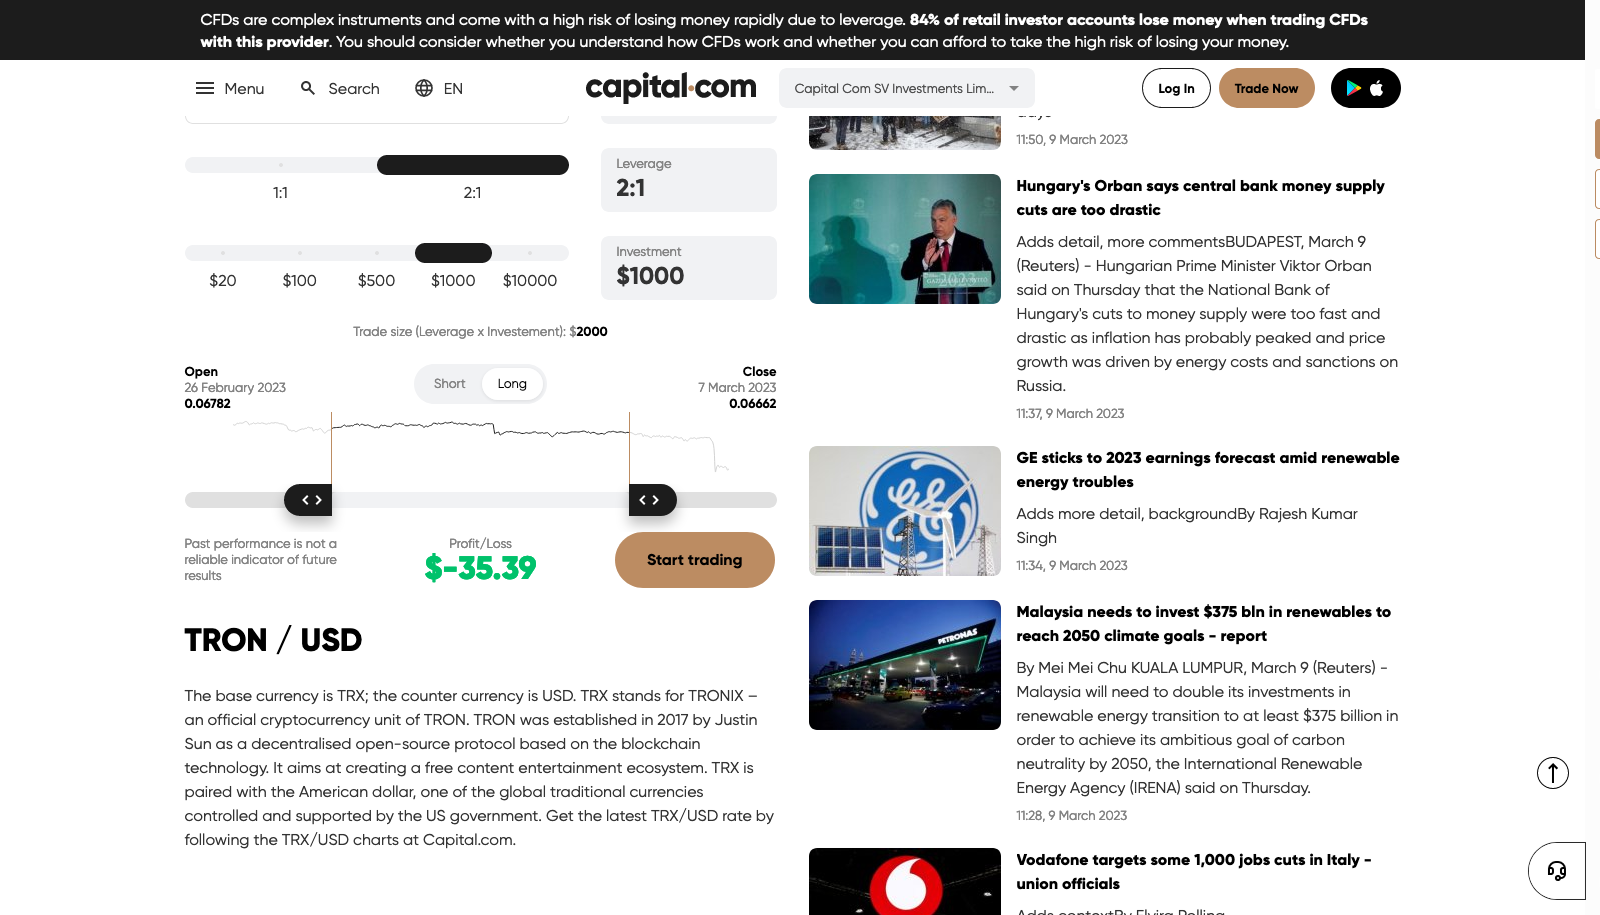 CFDs are complex instruments and come with a high risk of losing money rapidly due to leverage. 84% of retail investor accounts lose money when trading CFDs
with this provider. You should consider whether you understand how CFDs work and whether you can afford to take the high risk of losing your money.
Menu
Search
EN
capital.com
Capital Com SV Investments Lim...
Log In
Trade Now
1:1
2:1
Leverage
2:1
$20
$100
$500
$1000
$10000
Investment
$1000
Trade size (Leverage x Investement): $2000
Open
26 February 2023
0.06782
Short
Long
Close
7 March 2023
0.06662
Past performance is not a
reliable indicator of future
results
Profit/Loss
$-35.39
Start trading
TRON / USD
The base currency is TRX; the counter currency is USD. TRX stands for TRONIX –
an official cryptocurrency unit of TRON. TRON was established in 2017 by Justin
Sun as a decentralised open-source protocol based on the blockchain
technology. It aims at creating a free content entertainment ecosystem. TRX is
paired with the American dollar, one of the global traditional currencies
controlled and supported by the US government. Get the latest TRX/USD rate by
following the TRX/USD charts at Capital.com.
days
11:50, 9 March 2023
Hungary's Orban says central bank money supply
cuts are too drastic
Adds detail, more commentsBUDAPEST, March 9
(Reuters) - Hungarian Prime Minister Viktor Orban
said on Thursday that the National Bank of
Hungary's cuts to money supply were too fast and
drastic as inflation has probably peaked and price
growth was driven by energy costs and sanctions on
Russia.
11:37, 9 March 2023
GE sticks to 2023 earnings forecast amid renewable
energy troubles
Adds more detail, backgroundBy Rajesh Kumar
Singh
11:34, 9 March 2023
PETRONAS
Malaysia needs to invest $375 bln in renewables to
reach 2050 climate goals - report
By Mei Mei Chu KUALA LUMPUR, March 9 (Reuters) -
Malaysia will need to double its investments in
renewable energy transition to at least $375 billion in
order to achieve its ambitious goal of carbon
neutrality by 2050, the International Renewable
Energy Agency (IRENA) said on Thursday.
11:28, 9 March 2023
Vodafone targets some 1,000 jobs cuts in Italy -
union officials
Adds contextBy Elvira Pollina